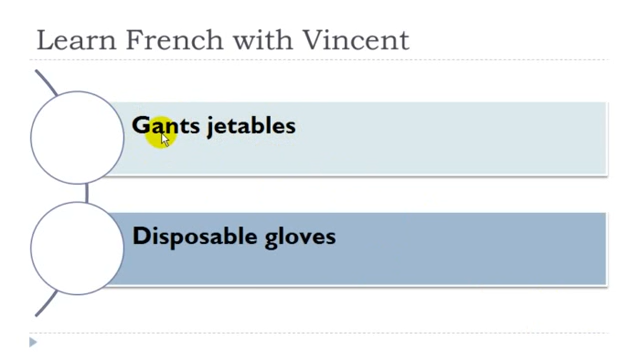 Learn French with Vincent
Gants jetables
Disposable gloves